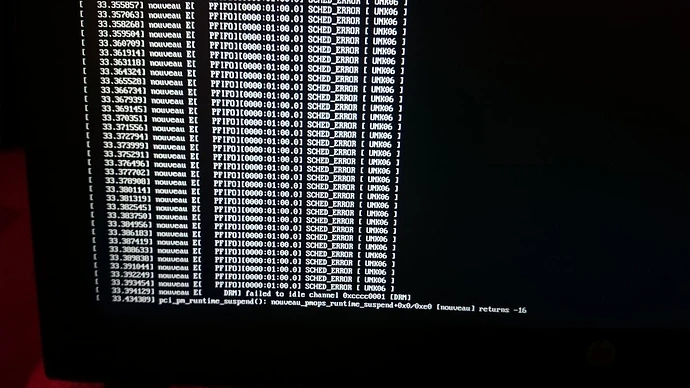 [ 33.355857] nouveau E[ PFIFO][0000:01:00.0] SCHED_ERROR [ UNK06 ]
[ 33.357063] nouveau E[ PFIFO][0000:01:00.0] SCHED_ERROR [ UNK06 ]
[ 33.358268] nouveau E[ PFIFO][0000:01:00.0] SCHED_ERROR [ UNK06 ]
[ 33.359504] nouveau E[ PFIFO][0000:01:00.0] SCHED_ERROR [ UNK06 ]
[ 33.360709] nouveau E[ PFIFO][0000:01:00.0] SCHED_ERROR [ UNK06 ]
[ 33.361914] nouveau E[ PFIFO][0000:01:00.0] SCHED_ERROR [ UNK06 ]
[ 33.363118] nouveau E[ PFIFO][0000:01:00.0] SCHED_ERROR [ UNK06 ]
[ 33.364324] nouveau E[ PFIFO][0000:01:00.0] SCHED_ERROR [ UNK06 ]
[ 33.365528] nouveau E[ PFIFO][0000:01:00.0] SCHED_ERROR [ UNK06 ]
[ 33.366734] nouveau E[ PFIFO][0000:01:00.0] SCHED_ERROR [ UNK06 ]
[ 33.367939] nouveau E[ PFIFO][0000:01:00.0] SCHED_ERROR [ UNK06 ]
[ 33.369145] nouveau E[ PFIFO][0000:01:00.0] SCHED_ERROR [ UNK06 ]
[ 33.370351] nouveau E[ PFIFO][0000:01:00.0] SCHED_ERROR [ UNK06 ]
[ 33.371556] nouveau E[ PFIFO][0000:01:00.0] SCHED_ERROR [ UNK06 ]
[ 33.372794] nouveau E[ PFIFO][0000:01:00.0] SCHED_ERROR [ UNK06 ]
[ 33.373999] nouveau E[ PFIFO][0000:01:00.0] SCHED_ERROR [ UNK06 ]
[ 33.375291] nouveau E[ PFIFO][0000:01:00.0] SCHED_ERROR [ UNK06 ]
[ 33.376496] nouveau E[ PFIFO][0000:01:00.0] SCHED_ERROR [ UNK06 ]
[ 33.377702] nouveau E[ PFIFO][0000:01:00.0] SCHED_ERROR [ UNK06 ]
[ 33.378908] nouveau E[ PFIFO][0000:01:00.0] SCHED_ERROR [ UNK06 ]
[ 33.380114] nouveau E[ PFIFO][0000:01:00.0] SCHED_ERROR [ UNK06 ]
[ 33.381319] nouveau E[ PFIFO][0000:01:00.0] SCHED_ERROR [ UNK06 ]
[ 33.382545] nouveau E[ PFIFO][0000:01:00.0] SCHED_ERROR [ UNK06 ]
[ 33.383750] nouveau E[ PFIFO][0000:01:00.0] SCHED_ERROR [ UNK06 ]
[ 33.384956] nouveau E[ PFIFO][0000:01:00.0] SCHED_ERROR [ UNK06 ]
[ 33.386183] nouveau E[ PFIFO][0000:01:00.0] SCHED_ERROR [ UNK06 ]
[ 33.387419] nouveau E[ PFIFO][0000:01:00.0] SCHED_ERROR [ UNK06 ]
[ 33.388633] nouveau E[ PFIFO][0000:01:00.0] SCHED_ERROR [ UNK06 ]
[ 33.389838] nouveau E[ PFIFO][0000:01:00.0] SCHED_ERROR [ UNK06 ]
[ 33.391044] nouveau E[ PFIFO][0000:01:00.0] SCHED_ERROR [ UNK06 ]
[ 33.392249] nouveau E[ PFIFO][0000:01:00.0] SCHED_ERROR [ UNK06 ]
[ 33.393454] nouveau E[ PFIFO][0000:01:00.0] SCHED_ERROR [ UNK06 ]
[ 33.394129] nouveau E[ DRM] failed to idle channel 0xcccc0001 [DRM]
[ 33.434389] pci_pm_runtime_suspend(): nouveau_pmops_runtime_suspend+0x0/0xe0 [nouveau] returns -16